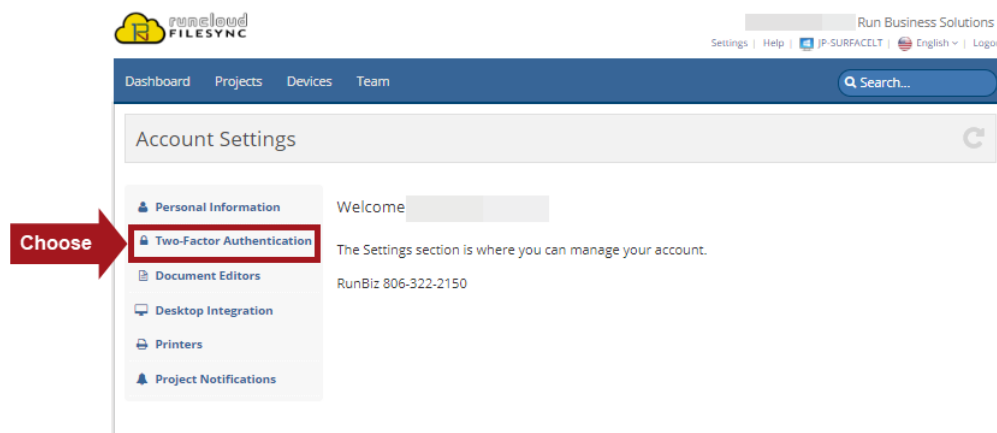 runcloud
FILESYNC
Run Business Solutions
Settings | Help | JP-SURFACELT | English | Logo
Dashboard Projects Devices Team Search...
Account Settings
Personal Information
Welcome
Choose
Two-Factor Authentication
The Settings section is where you can manage your account.
Document Editors
RunBiz 806-322-2150
Desktop Integration
Printers
Project Notifications